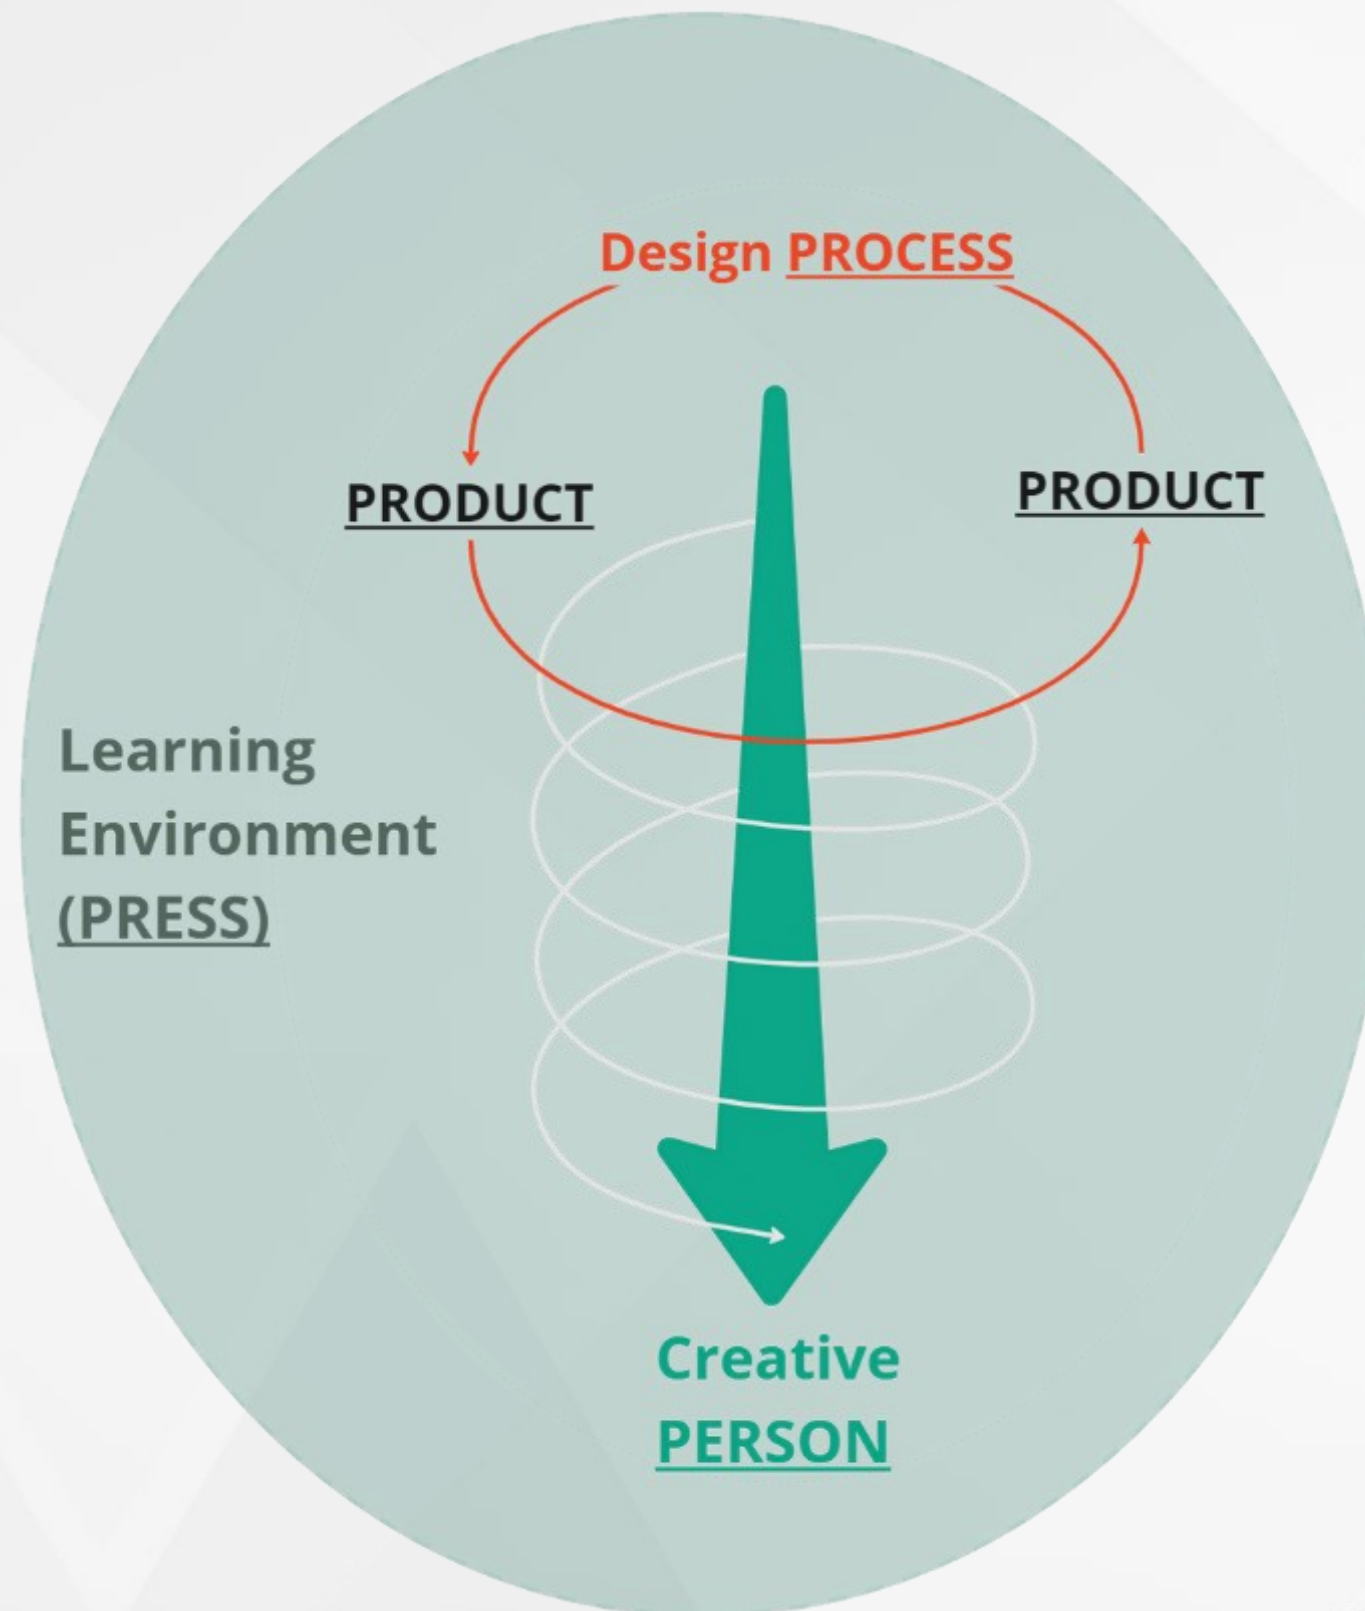 Design PROCESS
PRODUCT
PRODUCT
Learning
Environment
(PRESS)
Creative
PERSON